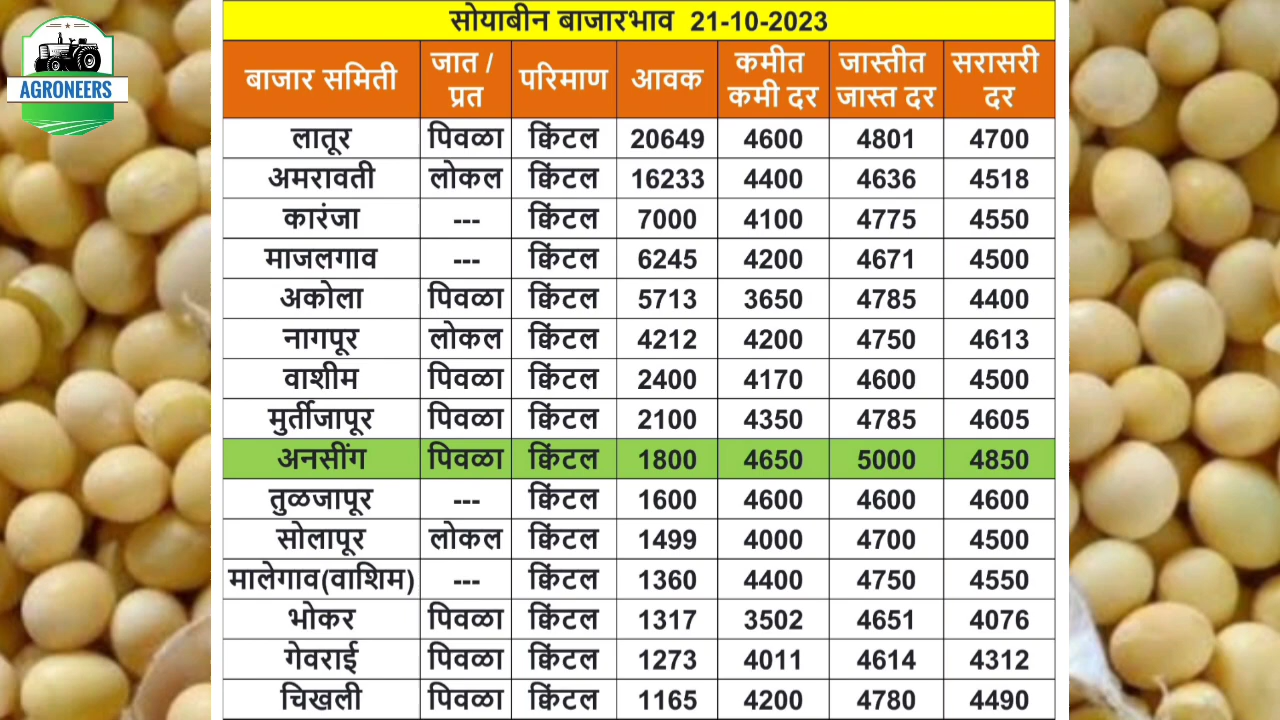 AGRONEERS
सोयाबीन बाजारभाव 21-10-2023
बाजार समिती जात / प्रत परिमाण आवक कमीत कमी दर जास्तीत जास्त दर सरासरी दर
लातूर पिवळा क्विंटल 20649 4600 4801 4700
अमरावती लोकल क्विंटल 16233 4400 4636 4518
कारंजा --- क्विंटल 7000 4100 4775 4550
माजलगाव --- क्विंटल 6245 4200 4671 4500
अकोला पिवळा क्विंटल 5713 3650 4785 4400
नागपूर लोकल क्विंटल 4212 4200 4750 4613
वाशीम पिवळा क्विंटल 2400 4170 4600 4500
मुर्तीजापूर पिवळा क्विंटल 2100 4350 4785 4605
अनसींग पिवळा क्विंटल 1800 4650 5000 4850
तुळजापूर --- क्विंटल 1600 4600 4600 4600
सोलापूर लोकल क्विंटल 1499 4000 4700 4500
मालेगाव(वाशिम) --- क्विंटल 1360 4400 4750 4550
भोकर पिवळा क्विंटल 1317 3502 4651 4076
गेवराई पिवळा क्विंटल 1273 4011 4614 4312
चिखली पिवळा क्विंटल 1165 4200 4780 4490